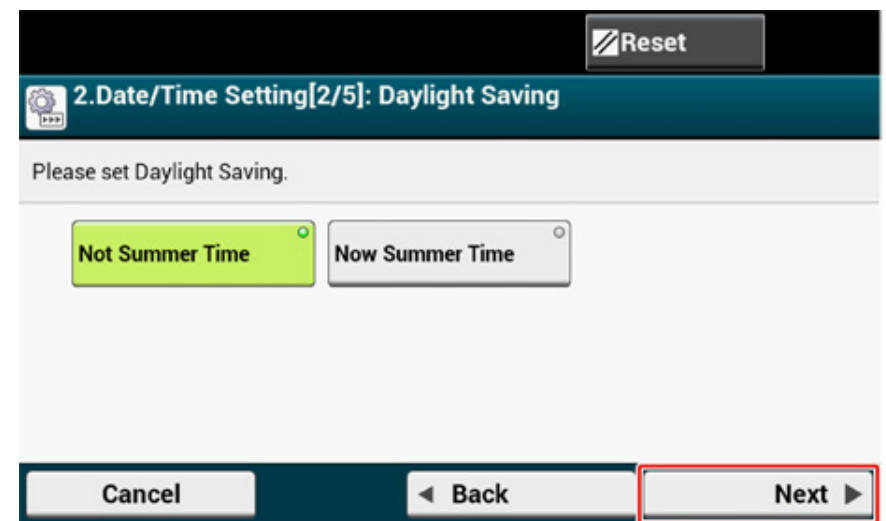 Reset
2.Date/Time Setting[2/5]: Daylight Saving
Please set Daylight Saving.
Not Summer Time
Now Summer Time
Cancel
Back
Next